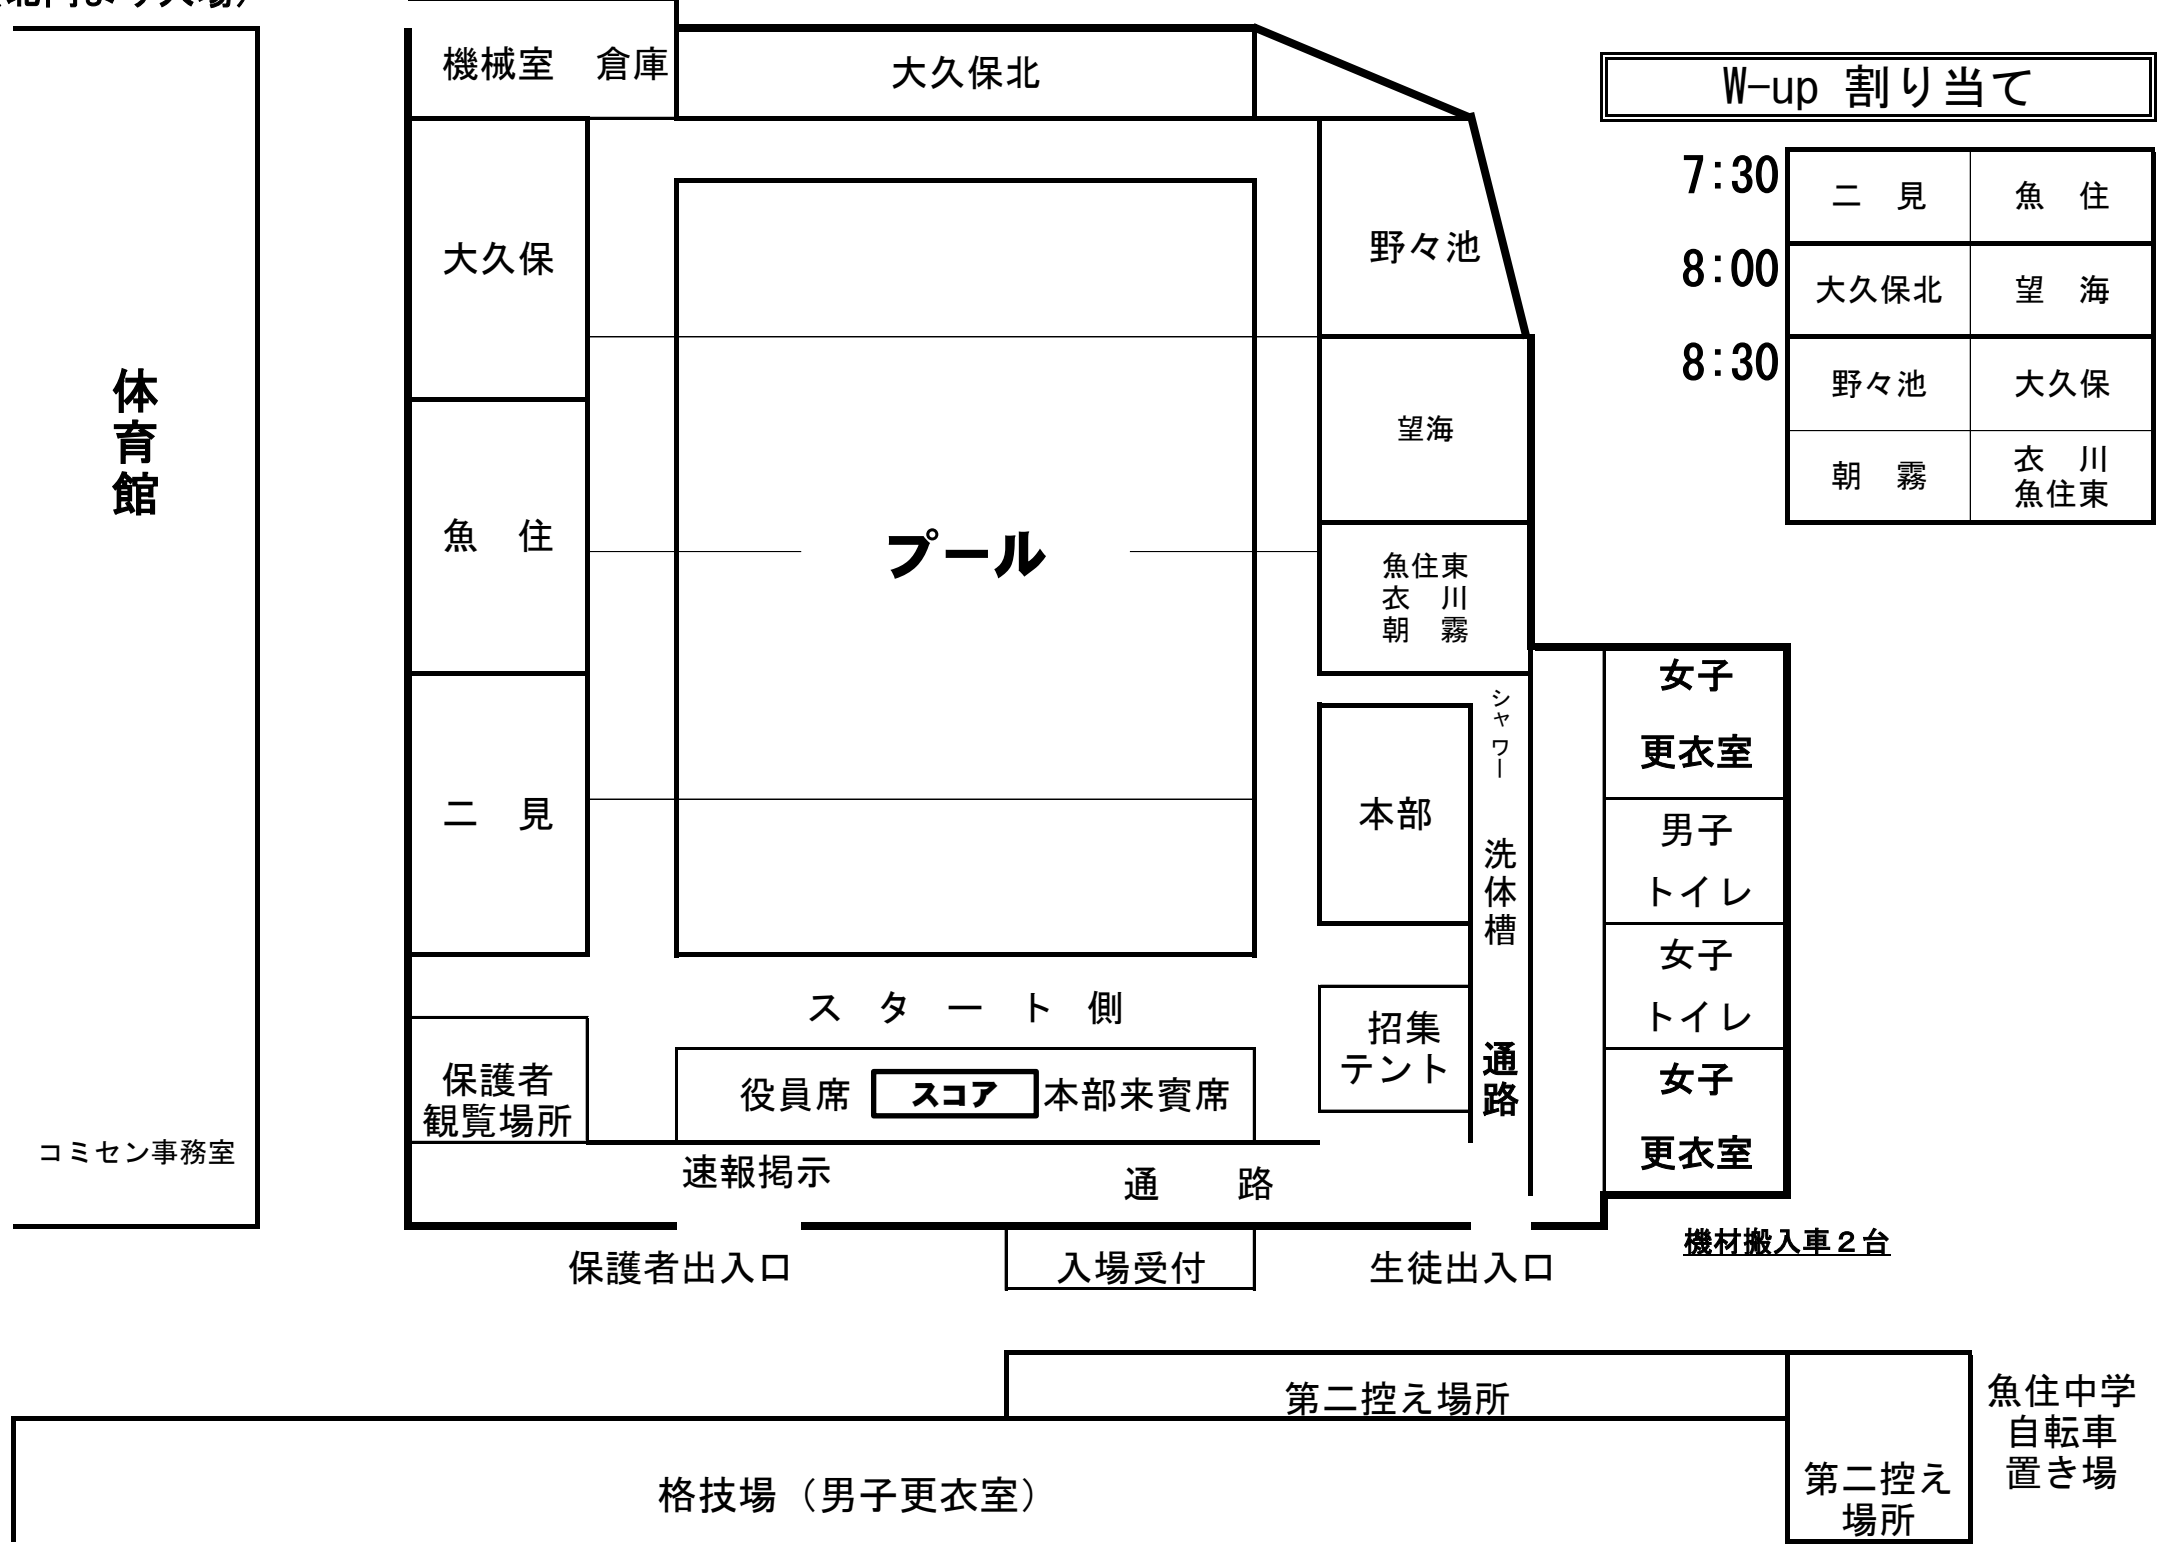 機械室　倉庫
大久保北
W-up 割り当て
7:30
二　見
魚　住
8:00
大久保北
望　海
8:30
野々池
大久保
朝　霧
衣　川
魚住東
大久保
野々池
体育館
望海
魚　住
プール
魚住東
衣　川
朝　霧
女子
更衣室
シャワー
二　見
本部
男子
トイレ
洗体槽
女子
トイレ
スタート側
招集
テント
通路
女子
更衣室
保護者
観覧場所
役員席
スコア
本部来賓席
コミセン事務室
速報掲示
通　路
保護者出入口
入場受付
生徒出入口
機材搬入車２台
第二控え場所
魚住中学
自転車
置き場
格技場（男子更衣室）
第二控え
場所